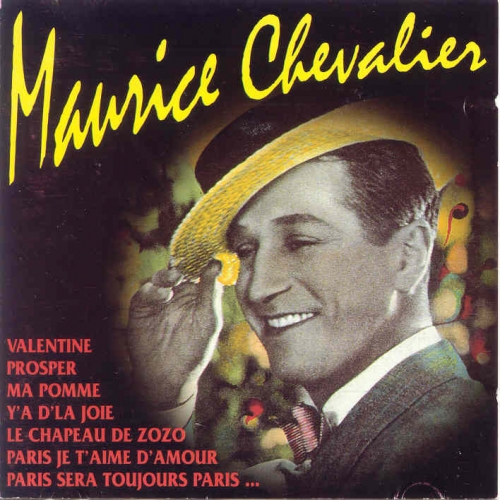 Maurice Chevalier
VALENTINE
PROSPER
MA POMME
Y'A D'LA JOIE
LE CHAPEAU DE ZOZO
PARIS JE T'AIME D'AMOUR
PARIS SERA TOUJOURS PARIS ...